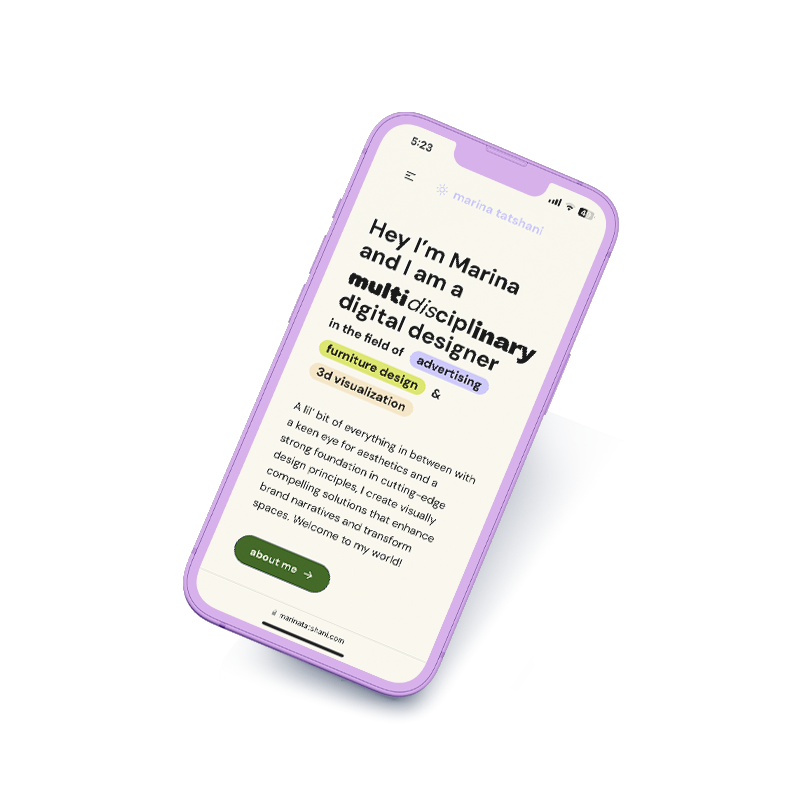 5:23
marina tatshani
Hey I'm Marina
and I am a
multidisciplinary
digital designer
in the field of advertising
furniture design &
3d visualization
A lil' bit of everything in between with
a keen eye for aesthetics and a
strong foundation in cutting-edge
design principles, I create visually
compelling solutions that enhance
brand narratives and transform
spaces. Welcome to my world!
about me →
marinatatshani.com